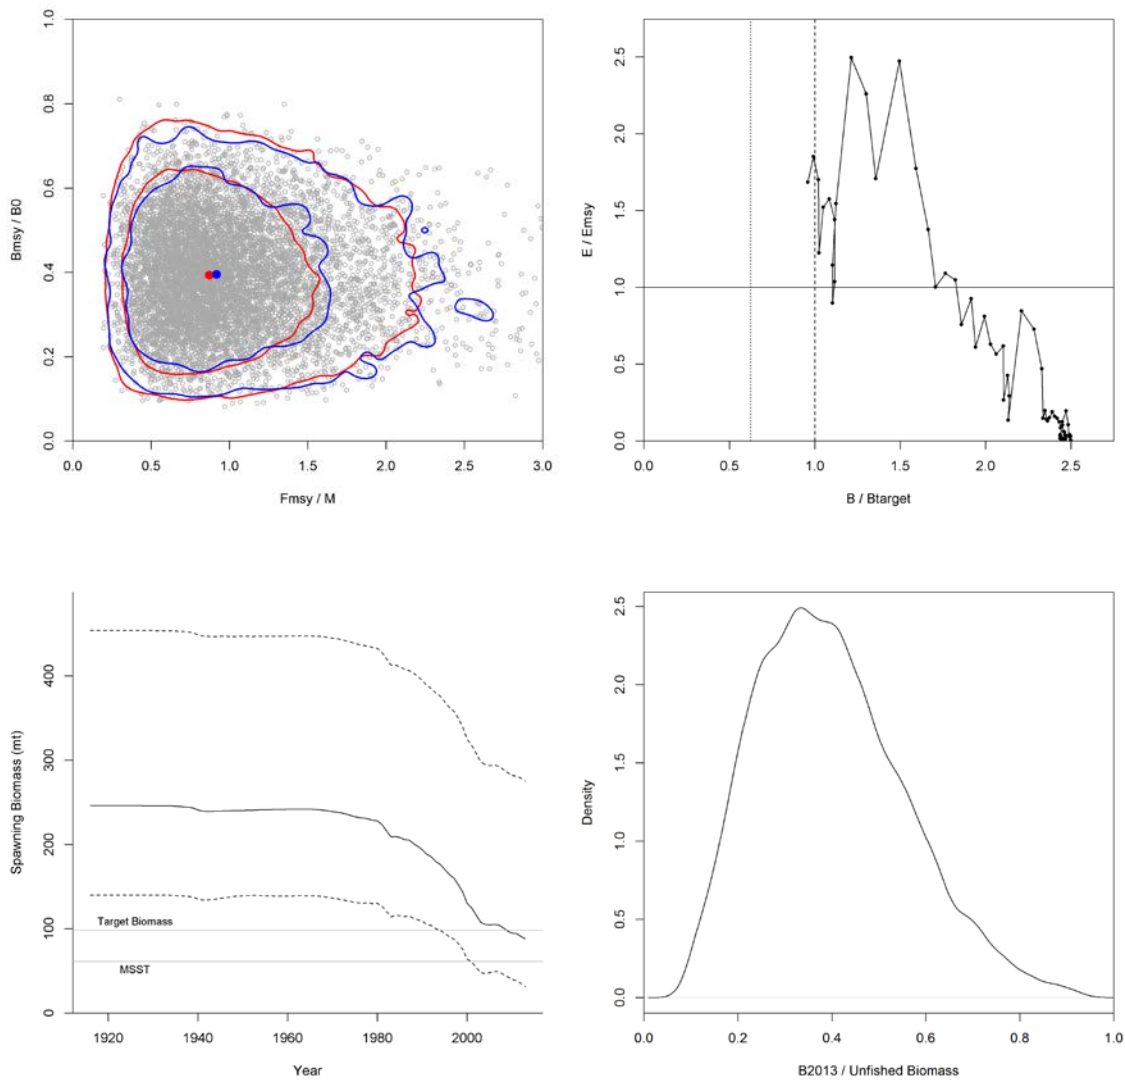 1.0
0.8
0.6
0.4
0.2
0.0
Bmsy / B0
0.0 0.5 1.0 1.5 2.0 2.5 3.0
Fmsy / M
2.5
2.0
1.5
1.0
0.5
0.0
E / Emsy
0.0 0.5 1.0 1.5 2.0 2.5
B / Btarget
400
300
200
100
0
Spawning Biomass (mt)
Target Biomass
MSST
1920 1940 1960 1980 2000
Year
2.5
2.0
1.5
1.0
0.5
0.0
Density
0.0 0.2 0.4 0.6 0.8 1.0
B2013 / Unfished Biomass